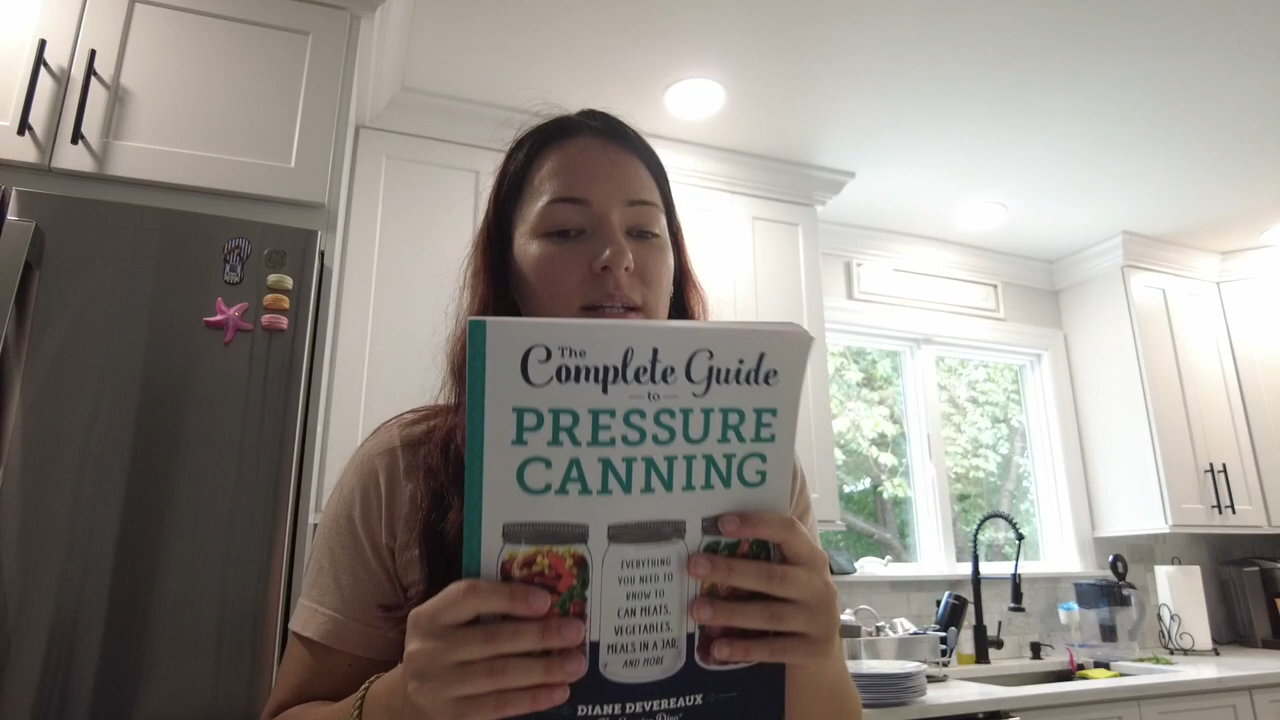 The
Complete Guide
to
PRESSURE
CANNING
EVERYTHING
YOU NEED TO
KNOW TO
CAN MEATS,
VEGETABLES,
MEALS IN A JAR,
AND MORE
DIANE DEVEREAUX